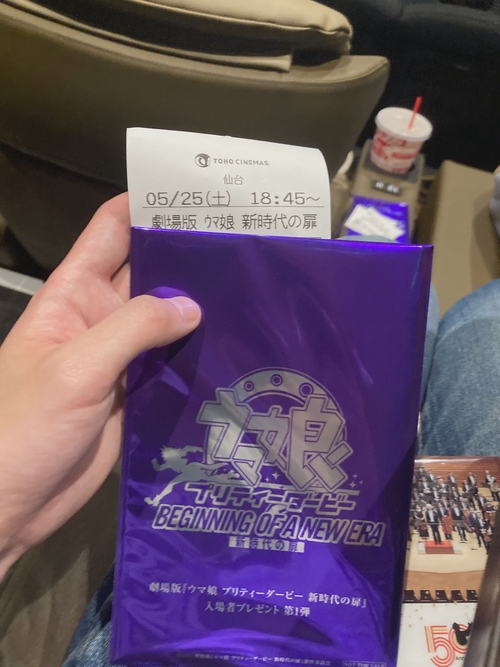 TOHO CINEMAS
仙台
05/25(土) 18:45~
劇場版 ウマ娘 新時代の扉
ウマ娘
プリティーダービー
BEGINNING OF A NEW ERA
新時代の扉
劇場版『ウマ娘 プリティーダービー 新時代の扉』
入場者プレゼント 第1弾